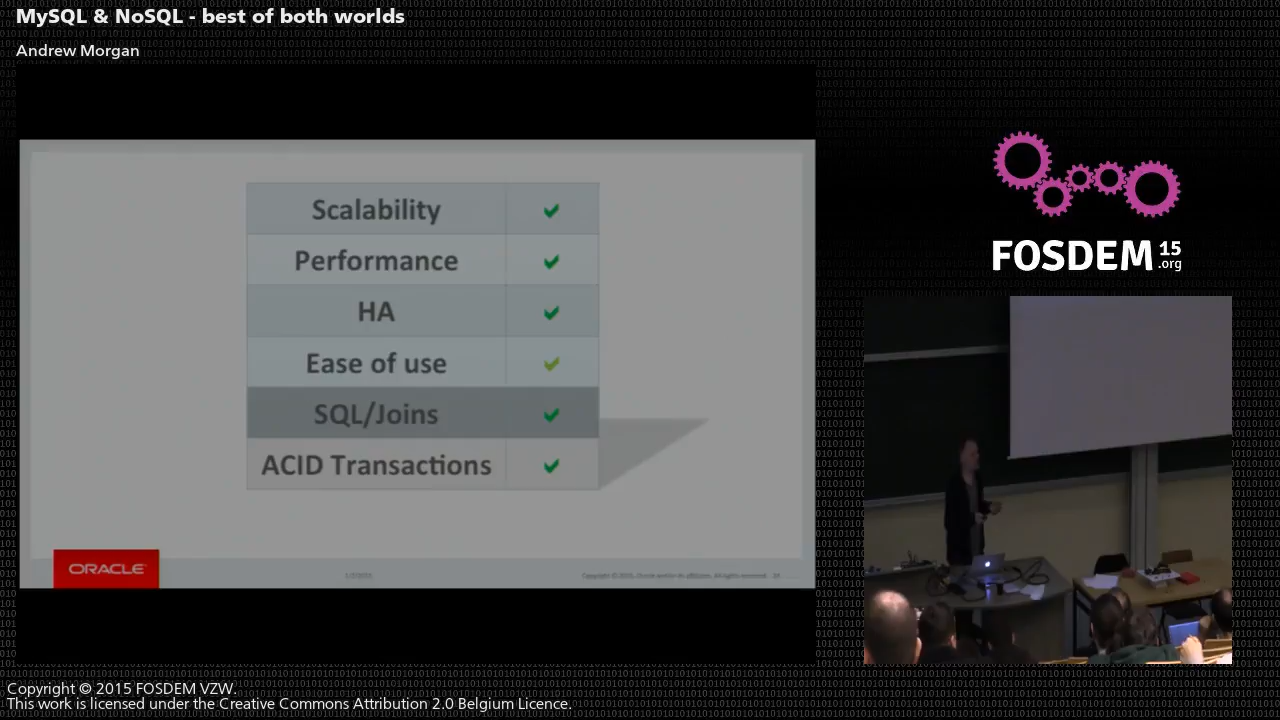 MySQL & NoSQL - best of both worlds
Andrew Morgan
Scalability
Performance
HA
Ease of use
SQL/Joins
ACID Transactions
ORACLE
FOSDEM 15
.org
Copyright © 2015 FOSDEM VZW.
This work is licensed under the Creative Commons Attribution 2.0 Belgium Licence.